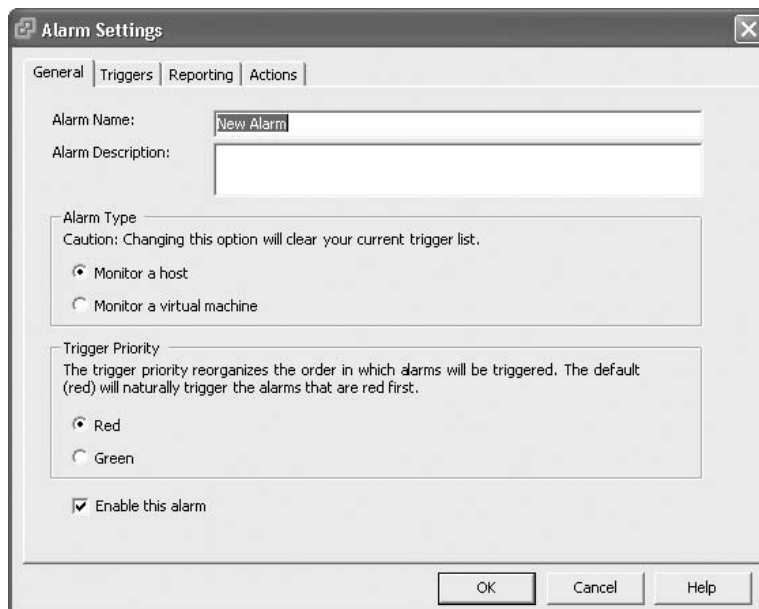 Alarm Settings
General Triggers Reporting Actions
Alarm Name: New Alarm
Alarm Description:
Alarm Type
Caution: Changing this option will clear your current trigger list.
Monitor a host
Monitor a virtual machine
Trigger Priority
The trigger priority reorganizes the order in which alarms will be triggered. The default
(red) will naturally trigger the alarms that are red first.
Red
Green
Enable this alarm
OK Cancel Help